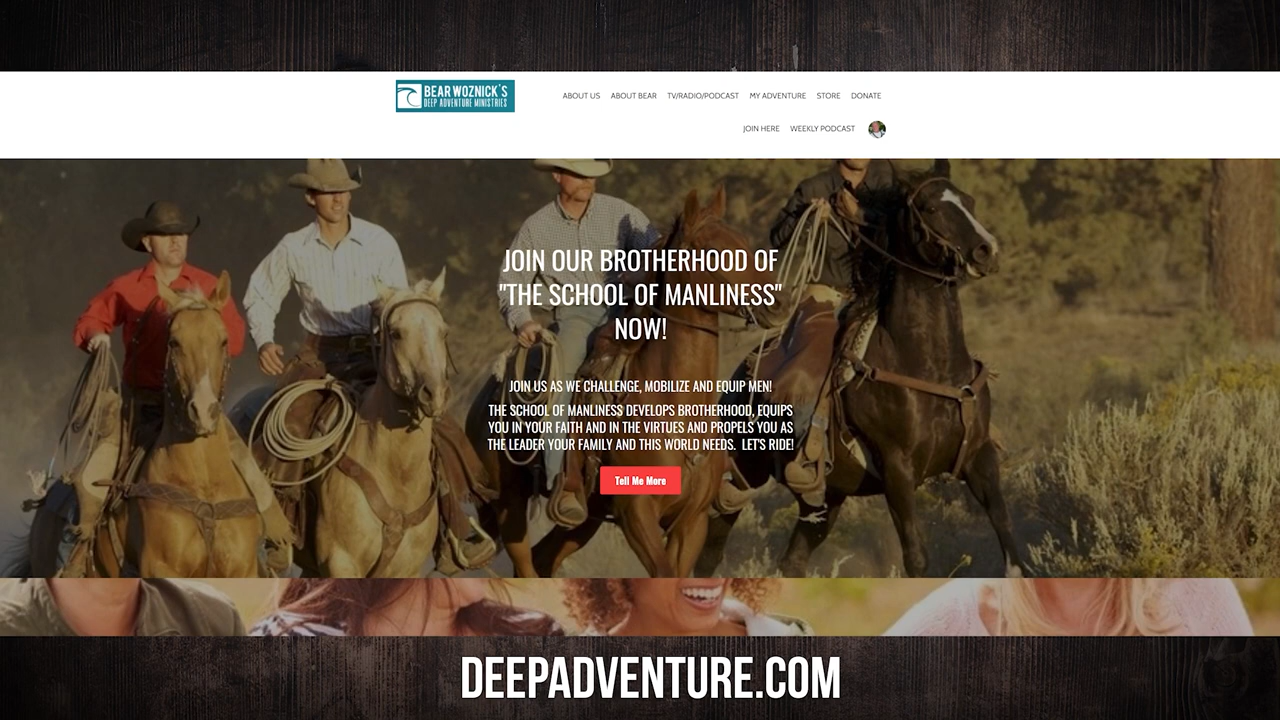 BEAR WOZNICK'S
DEEP ADVENTURE MINISTRIES
ABOUT US ABOUT BEAR TV/RADIO/PODCAST MY ADVENTURE STORE DONATE
JOIN HERE WEEKLY PODCAST
JOIN OUR BROTHERHOOD OF
"THE SCHOOL OF MANLINESS"
NOW!
JOIN US AS WE CHALLENGE, MOBILIZE AND EQUIP MEN!
THE SCHOOL OF MANLINESS DEVELOPS BROTHERHOOD, EQUIPS
YOU IN YOUR FAITH AND IN THE VIRTUES AND PROPELS YOU AS
THE LEADER YOUR FAMILY AND THIS WORLD NEEDS. LET'S RIDE!
Tell Me More
DEEPADVENTURE.COM